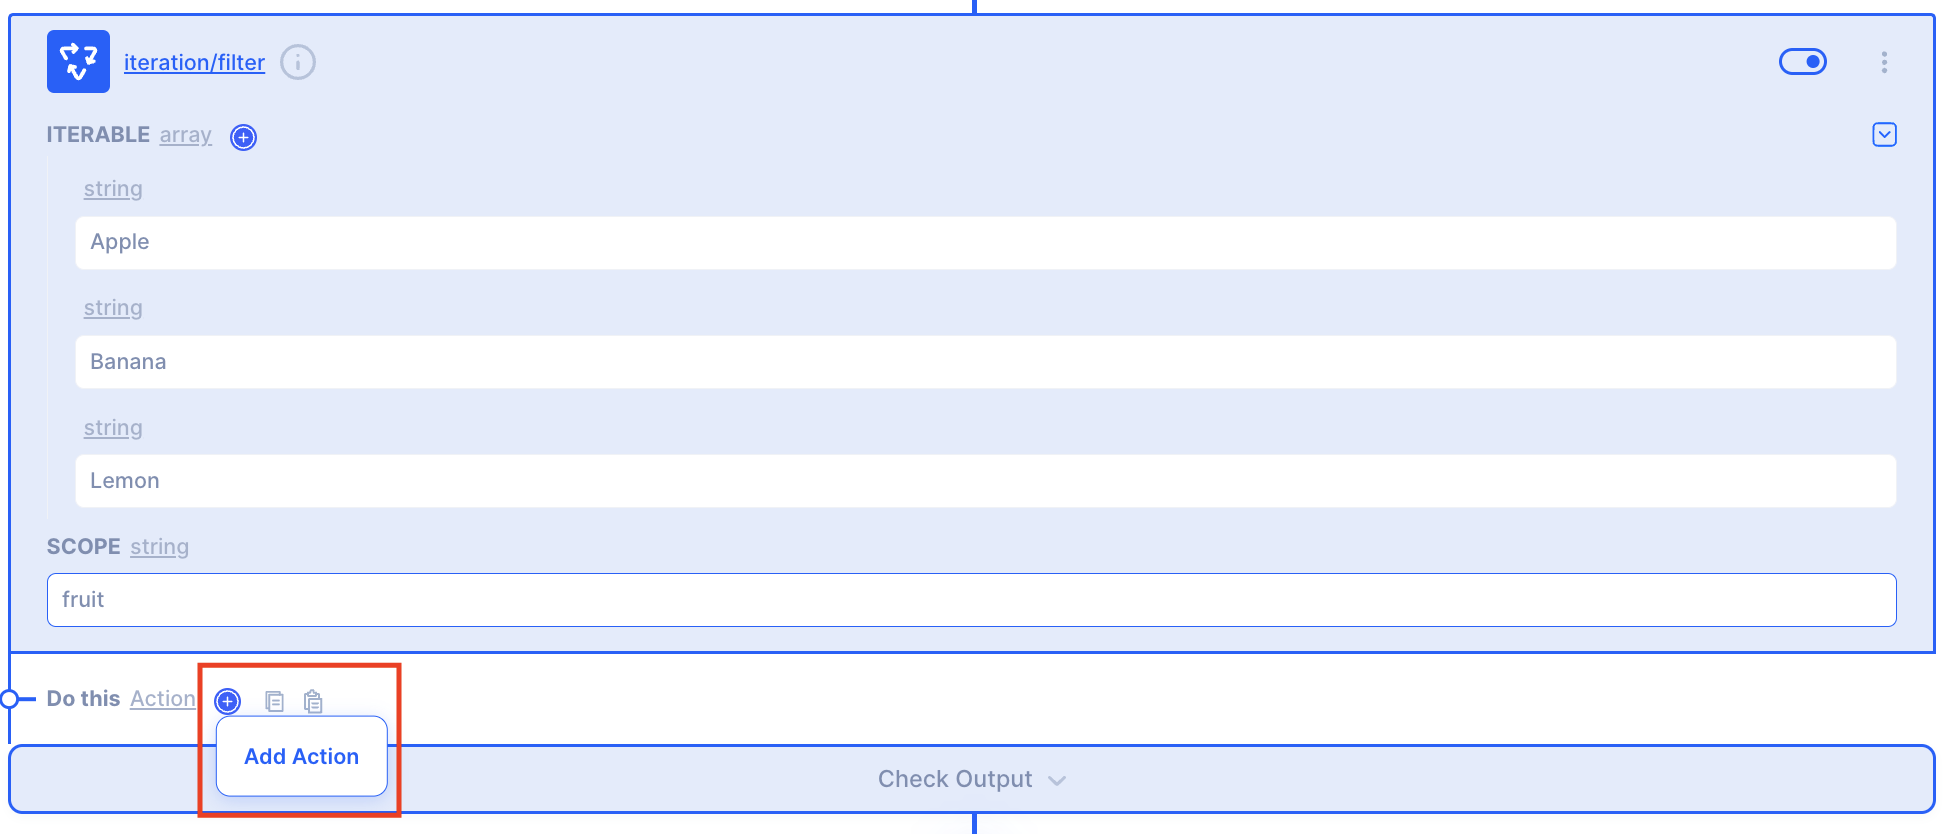 iteration/filter
ITERABLE array
string
Apple
string
Banana
string
Lemon
SCOPE string
fruit
Do this Action
Add Action
Check Output